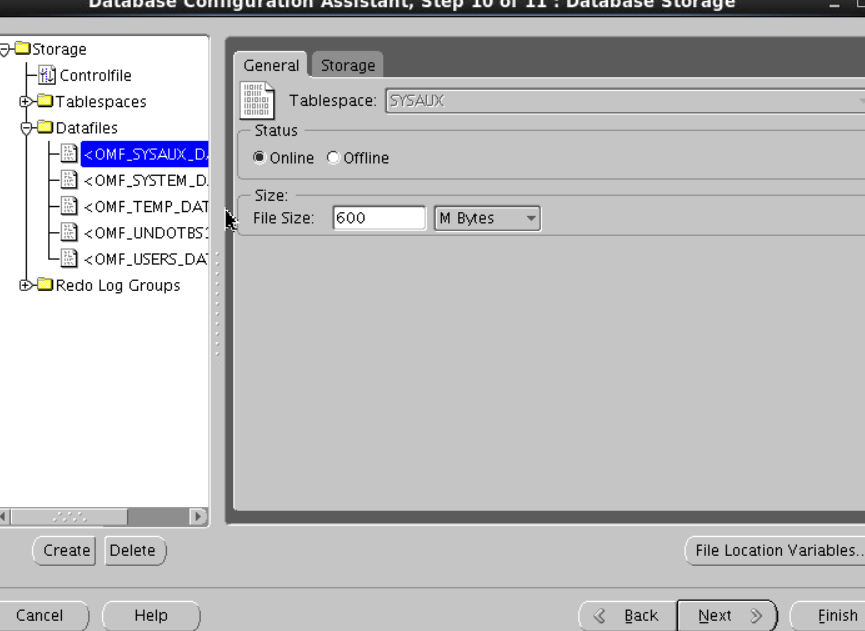 Database Configuration Assistant, Step 10 of 11 : Database Storage
Storage
Controlfile
Tablespaces
Datafiles
<OMF_SYSAUX_D
<OMF_SYSTEM_D
<OMF_TEMP_DAT
<OMF_UNDOTBS1
<OMF_USERS_DAT
Redo Log Groups
General Storage
Tablespace: SYSAUX
Status
Online Offline
Size:
File Size: 600 M Bytes
Create Delete
File Location Variables..
Cancel Help Back Next Finish